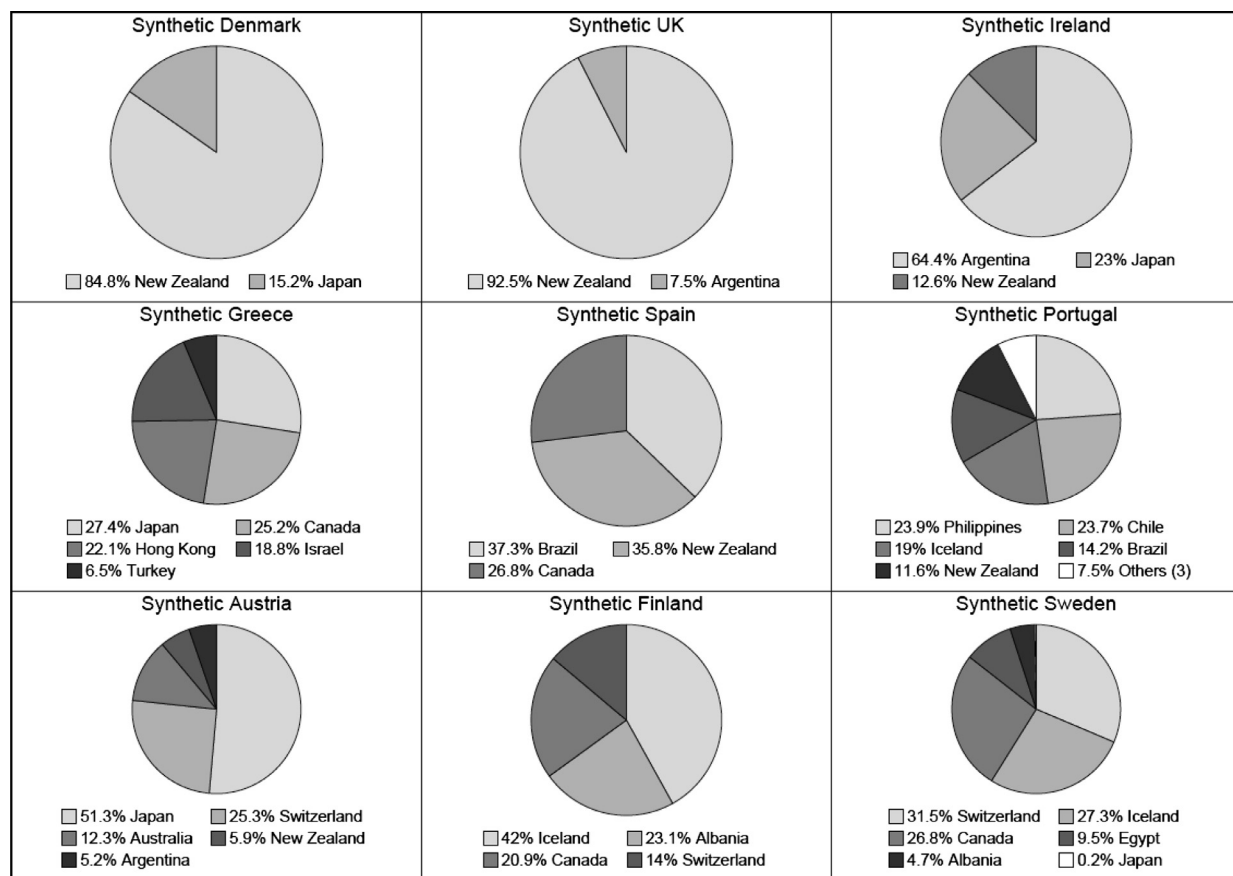 Synthetic Denmark
84.8% New Zealand 15.2% Japan
Synthetic UK
92.5% New Zealand 7.5% Argentina
Synthetic Ireland
64.4% Argentina 23% Japan
12.6% New Zealand
Synthetic Greece
27.4% Japan 25.2% Canada
22.1% Hong Kong 18.8% Israel
6.5% Turkey
Synthetic Spain
37.3% Brazil 35.8% New Zealand
26.8% Canada
Synthetic Portugal
23.9% Philippines 23.7% Chile
19% Iceland 14.2% Brazil
11.6% New Zealand 7.5% Others (3)
Synthetic Austria
51.3% Japan 25.3% Switzerland
12.3% Australia 5.9% New Zealand
5.2% Argentina
Synthetic Finland
42% Iceland 23.1% Albania
20.9% Canada 14% Switzerland
Synthetic Sweden
31.5% Switzerland 27.3% Iceland
26.8% Canada 9.5% Egypt
4.7% Albania 0.2% Japan